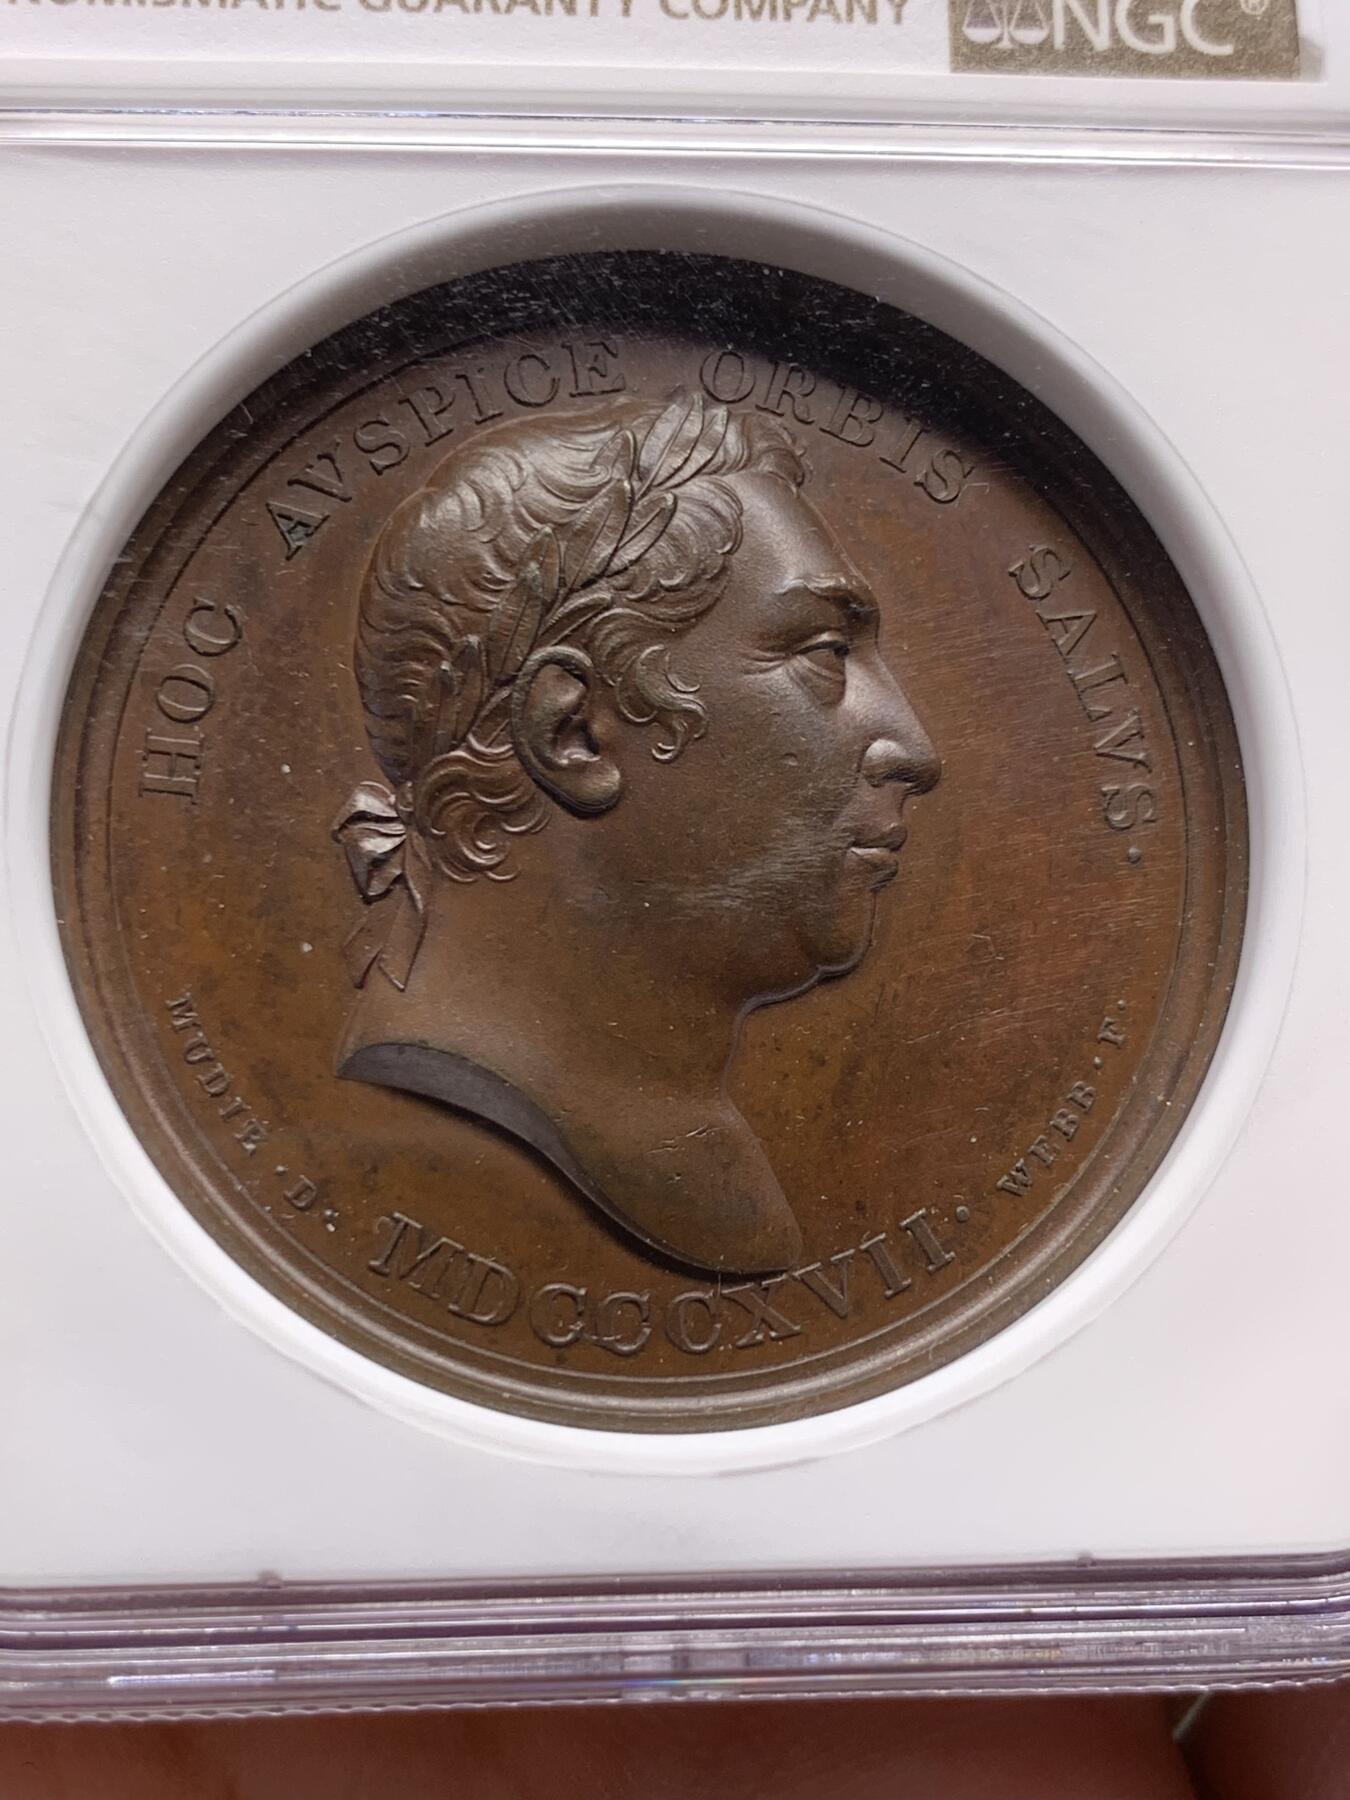 NUMISMATIC GUARANTY COMPANY
NGC®
HOC AVSPICE ORBIS SALVS·
MUDIE·D·
WEBB·F·
MDCCCXVII·